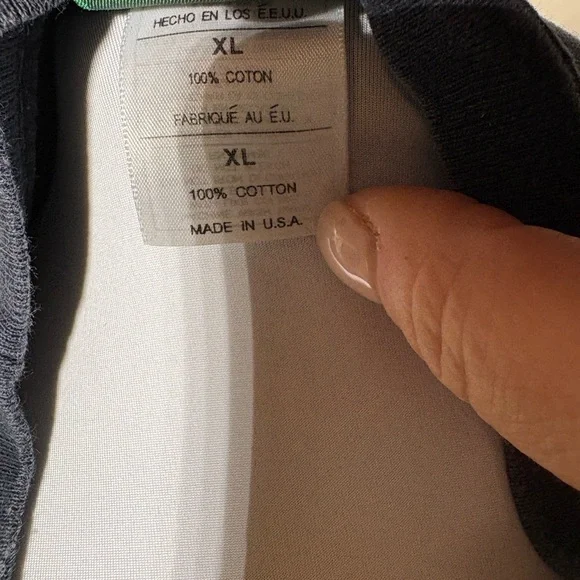 HECHO EN LOS É.E.U.U.
XL
100% COTON
FABRIQUÉ AU É.U.
XL
100% COTTON
MADE IN U.S.A.